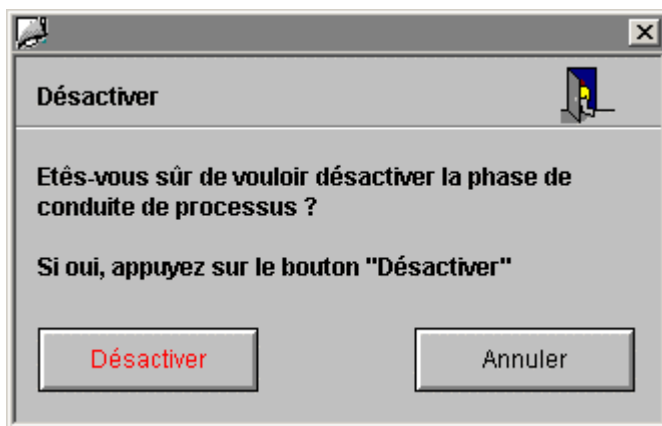 Désactiver
Etês-vous sûr de vouloir désactiver la phase de
conduite de processus ?
Si oui, appuyez sur le bouton "Désactiver"
Désactiver
Annuler